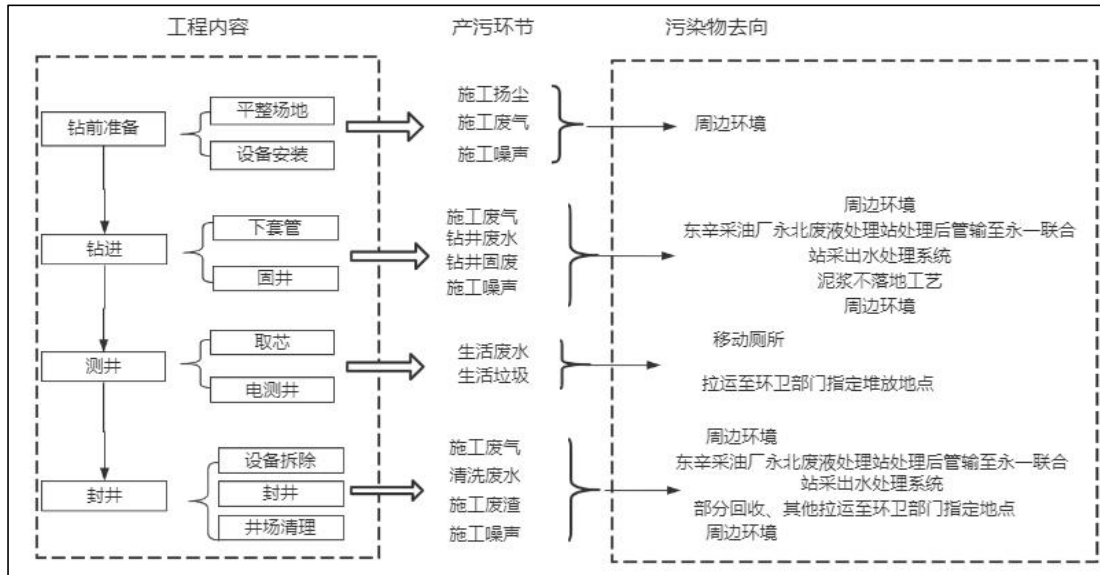 工程内容
产污环节
污染物去向
钻前准备
平整场地
设备安装
施工扬尘
施工废气
施工噪声
周边环境
钻进
下套管
固井
施工废气
钻井废水
钻井固废
施工噪声
周边环境
东辛采油厂永北废液处理站处理后管输至永一联合
站采出水处理系统
泥浆不落地工艺
周边环境
测井
取芯
电测井
生活废水
生活垃圾
移动厕所
拉运至环卫部门指定堆放地点
封井
设备拆除
封井
井场清理
施工废气
清洗废水
施工废渣
施工噪声
周边环境
东辛采油厂永北废液处理站处理后管输至永一联合
站采出水处理系统
部分回收、其他拉运至环卫部门指定地点
周边环境